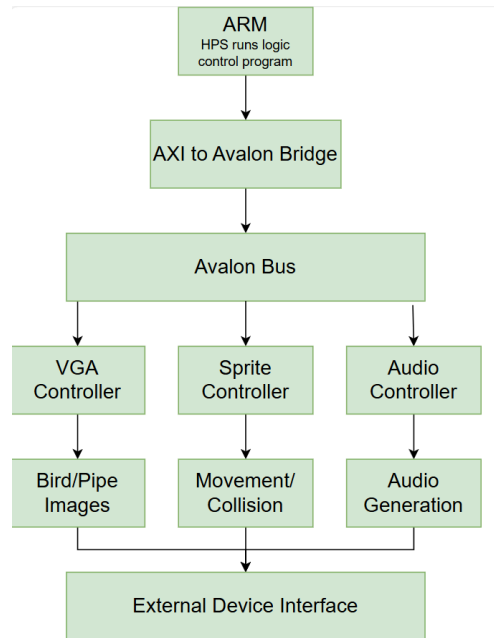 ARM
HPS runs logic
control program
AXI to Avalon Bridge
Avalon Bus
VGA
Controller
Sprite
Controller
Audio
Controller
Bird/Pipe
Images
Movement/
Collision
Audio
Generation
External Device Interface